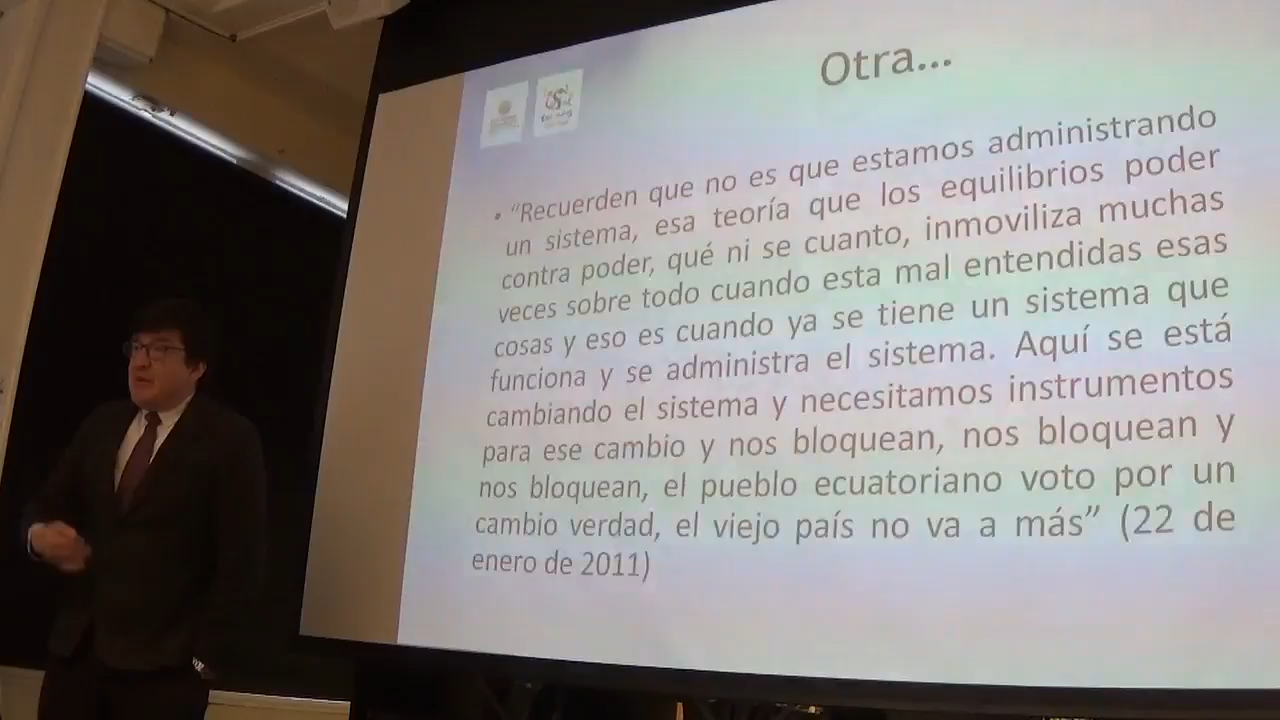 Otra...
• “Recuerden que no es que estamos administrando
un sistema, esa teoría que los equilibrios poder
contra poder, qué ni se cuanto, inmoviliza muchas
veces sobre todo cuando esta mal entendidas esas
cosas y eso es cuando ya se tiene un sistema que
funciona y se administra el sistema. Aquí se está
cambiando el sistema y necesitamos instrumentos
para ese cambio y nos bloquean, nos bloquean y
nos bloquean, el pueblo ecuatoriano voto por un
cambio verdad, el viejo país no va a más” (22 de
enero de 2011)